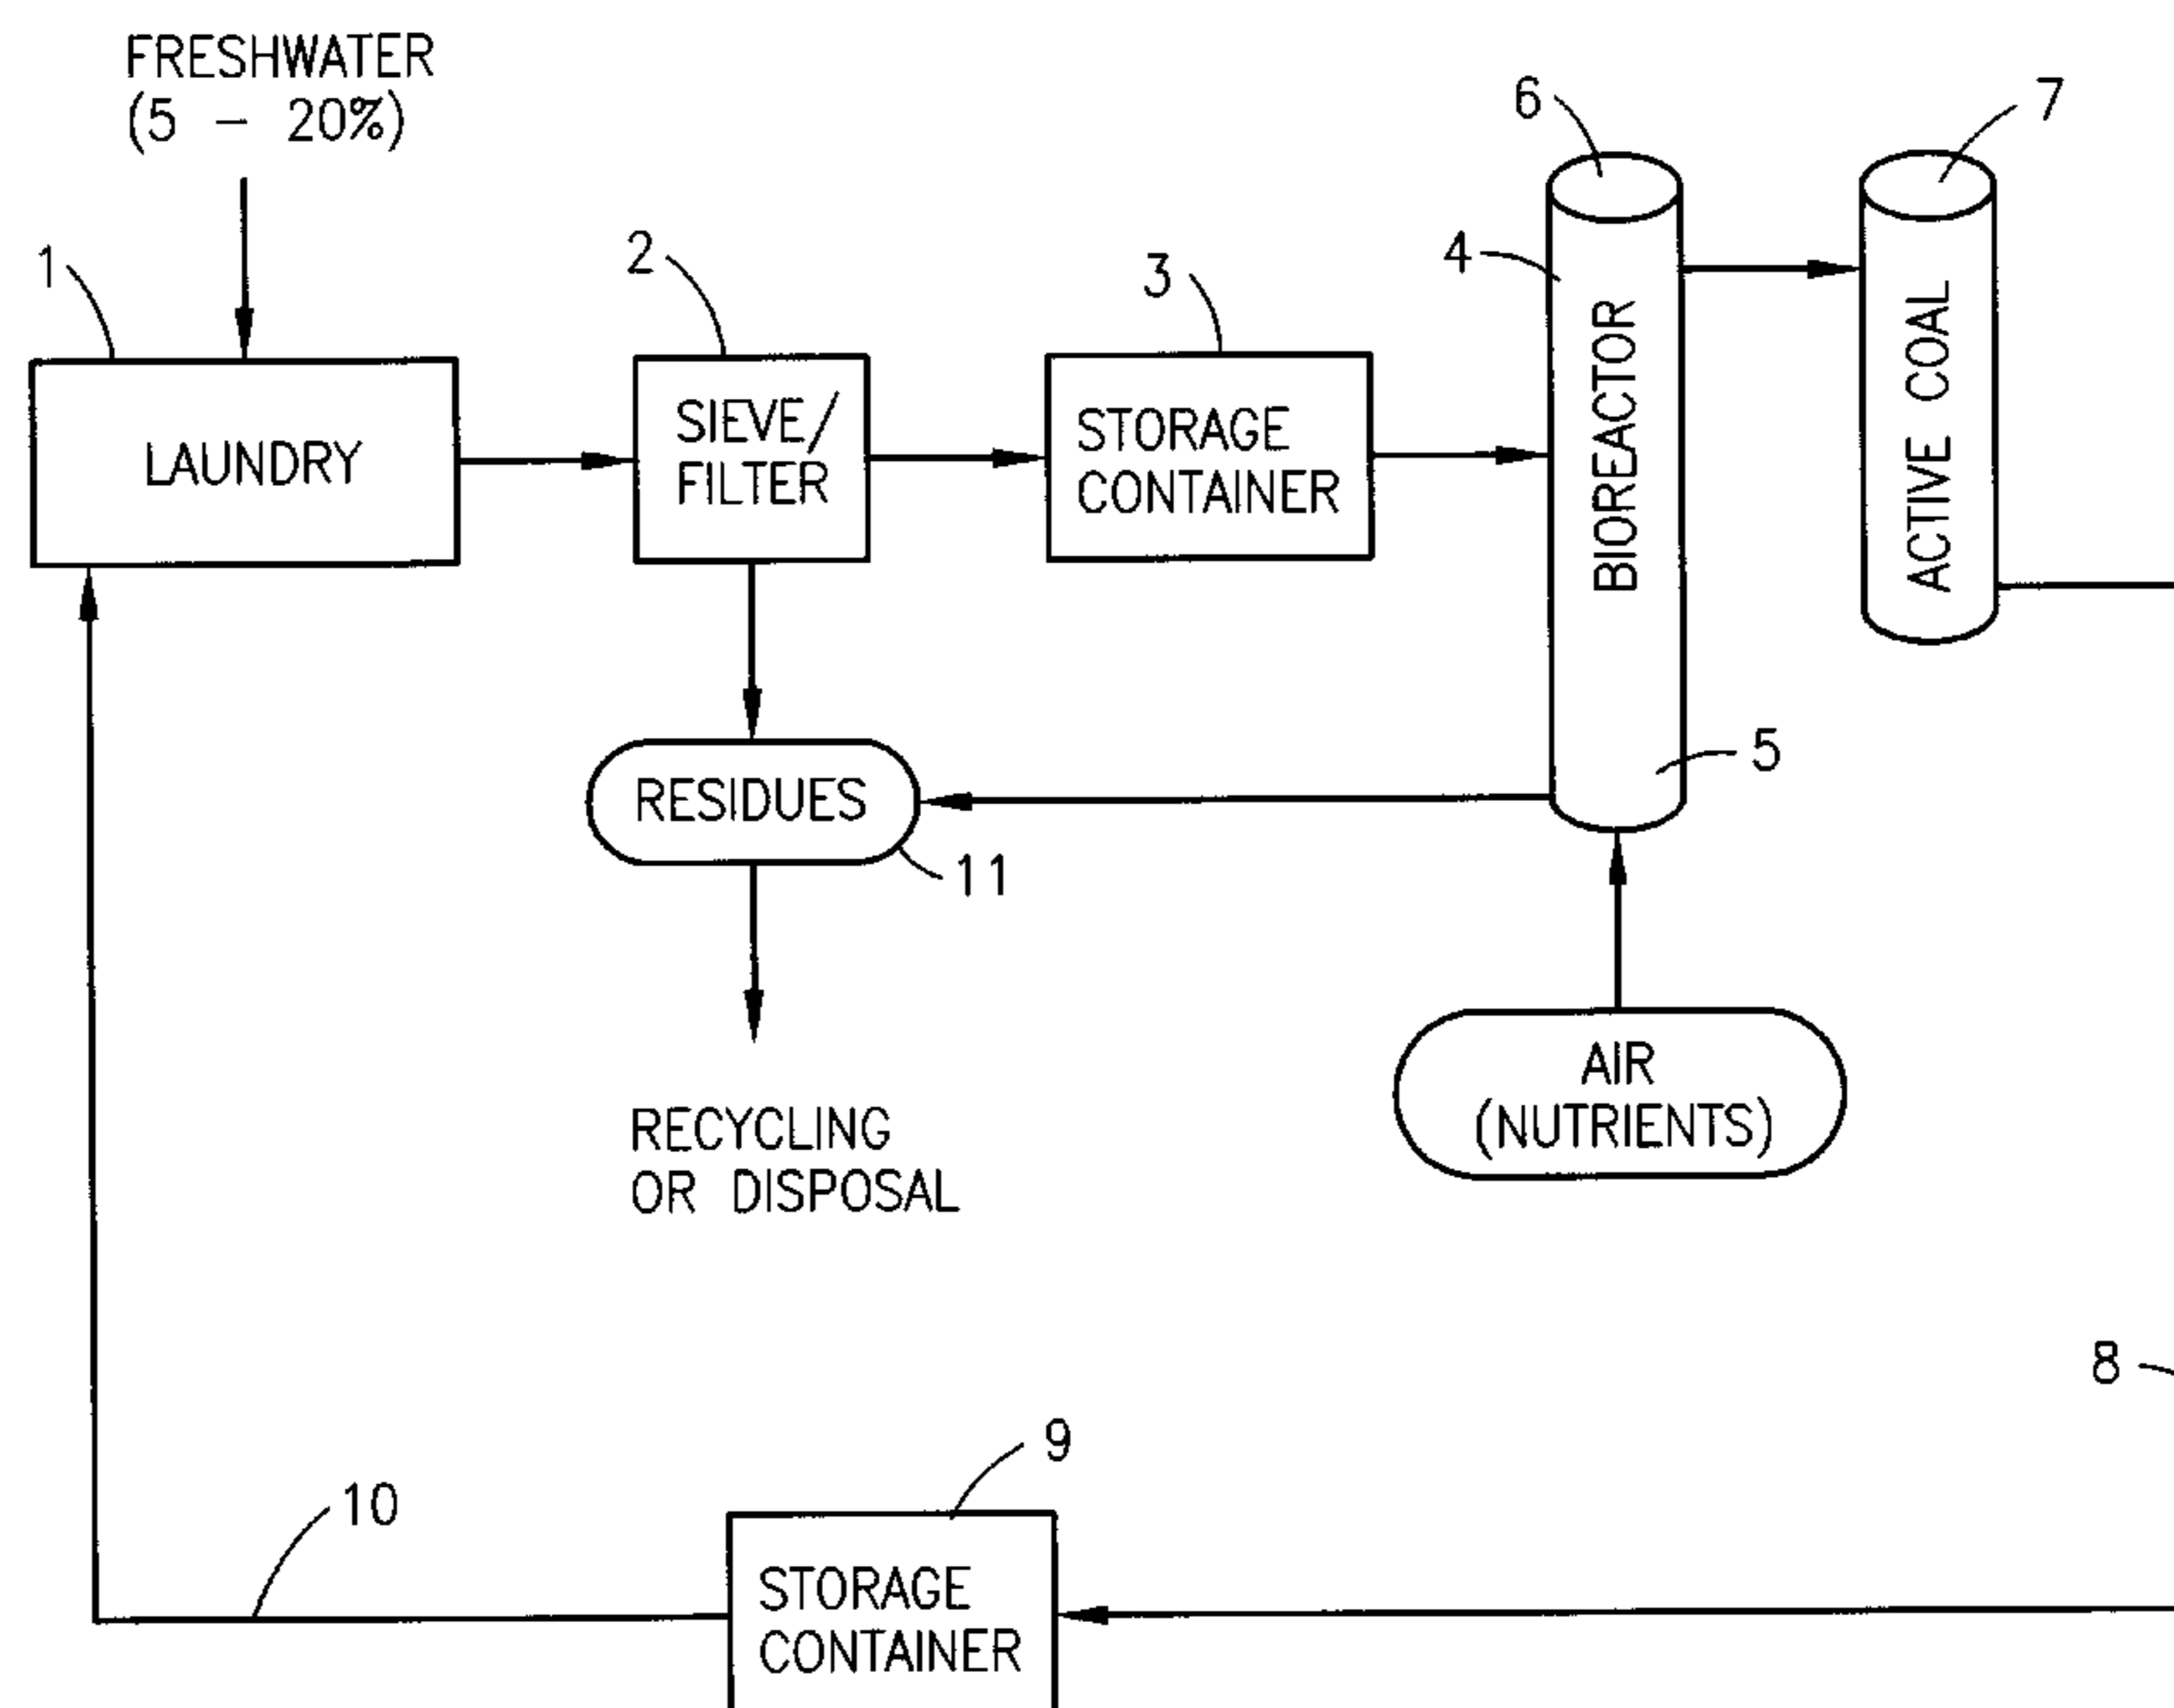 FRESHWATER
(5 – 20%)
6
7
1
2
3
4
LAUNDRY
SIEVE/
FILTER
STORAGE
CONTAINER
BIOREACTOR
ACTIVE COAL
5
RESIDUES
11
AIR
(NUTRIENTS)
RECYCLING
OR DISPOSAL
8
9
10
STORAGE
CONTAINER